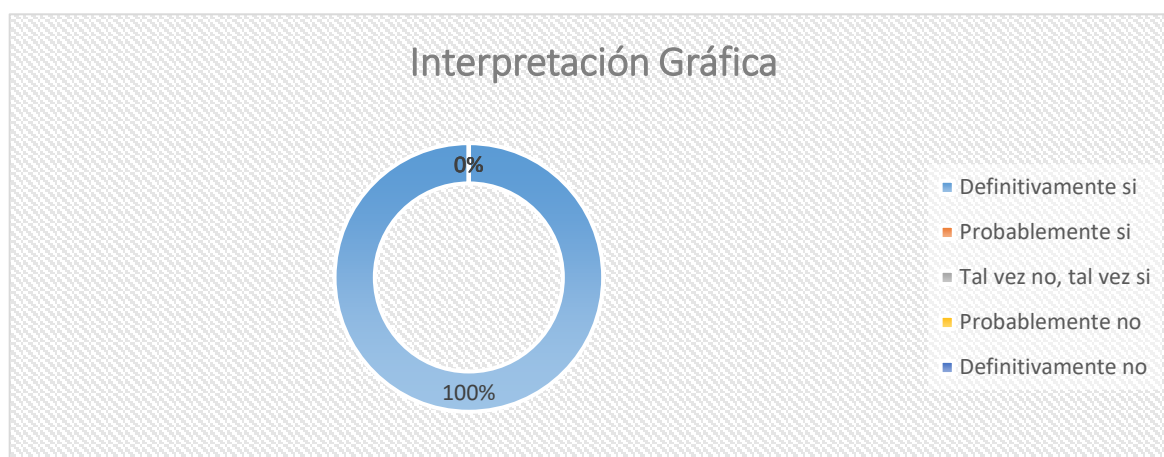 Interpretación Gráfica
0%
100%
Definitivamente si
Probablemente si
Tal vez no, tal vez si
Probablemente no
Definitivamente no